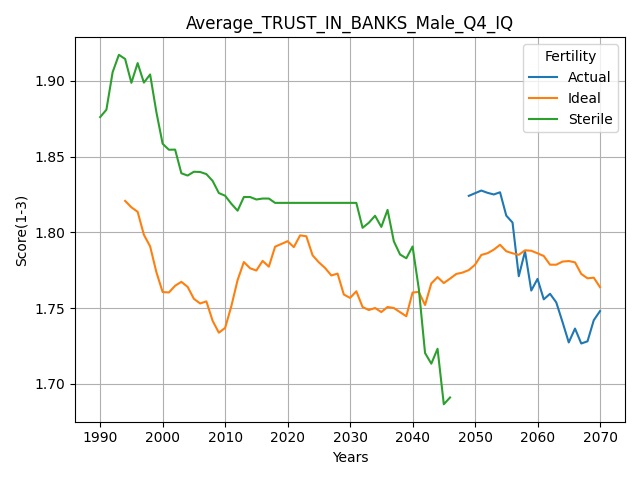 Average_TRUST_IN_BANKS_Male_Q4_IQ
Fertility
Actual
Ideal
Sterile
Score(1-3)
1.90
1.85
1.80
1.75
1.70
1990 2000 2010 2020 2030 2040 2050 2060 2070
Years